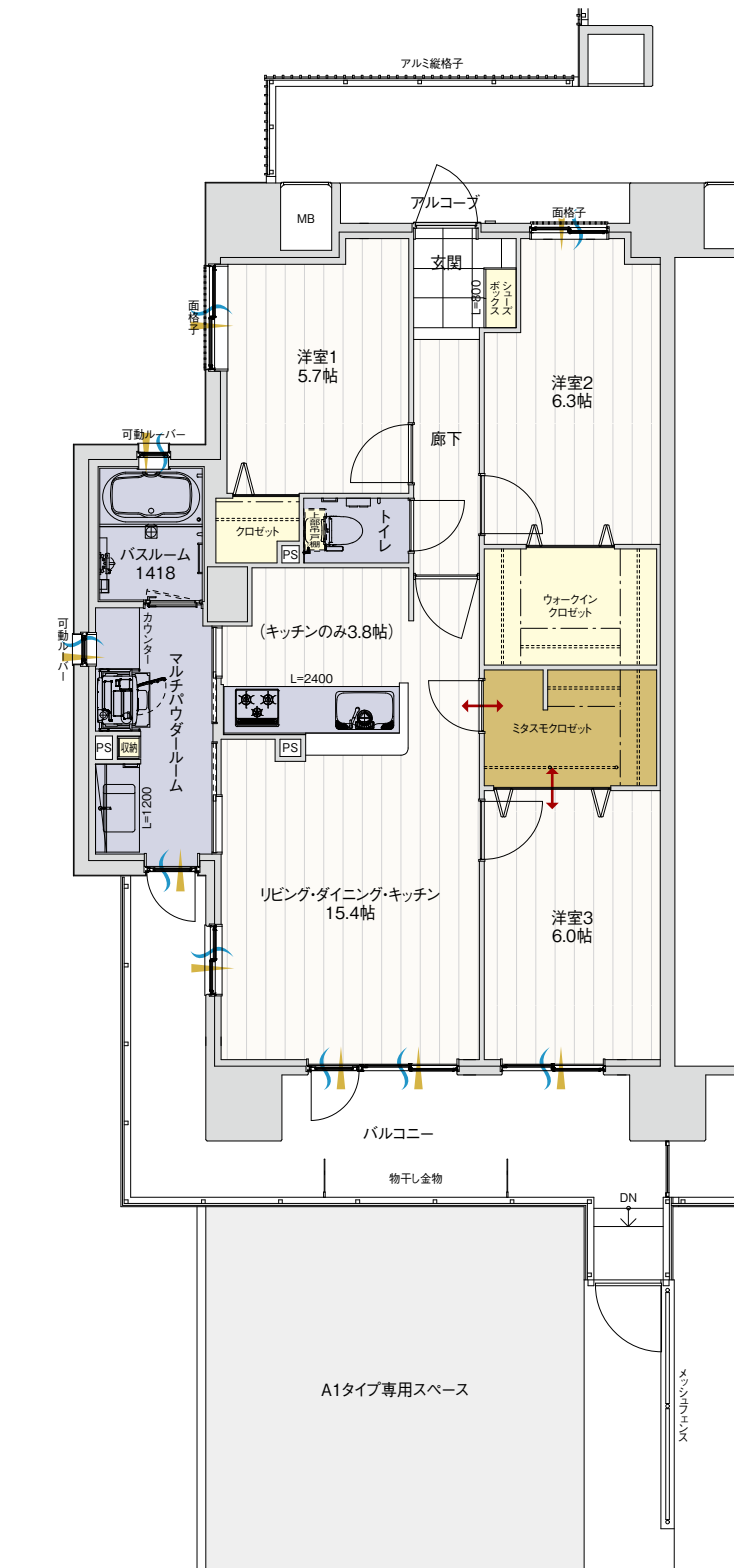 アルミ縦格子
MB
アルコーブ
面格子
玄関
シューズ
ボックス
L=800
面格子
洋室1
5.7帖
洋室2
6.3帖
廊下
可動ルーバー
クロゼット
上部吊戸棚
トイレ
PS
バスルーム
1418
ウォークイン
クロゼット
可動ルーバー
カウンター
(キッチンのみ3.8帖)
マルチパウダールーム
L=2400
ミタスモクロゼット
PS
収納
PS
L=1200
リビング・ダイニング・キッチン
15.4帖
洋室3
6.0帖
バルコニー
物干し金物
DN
A1タイプ専用スペース
メッシュフェンス